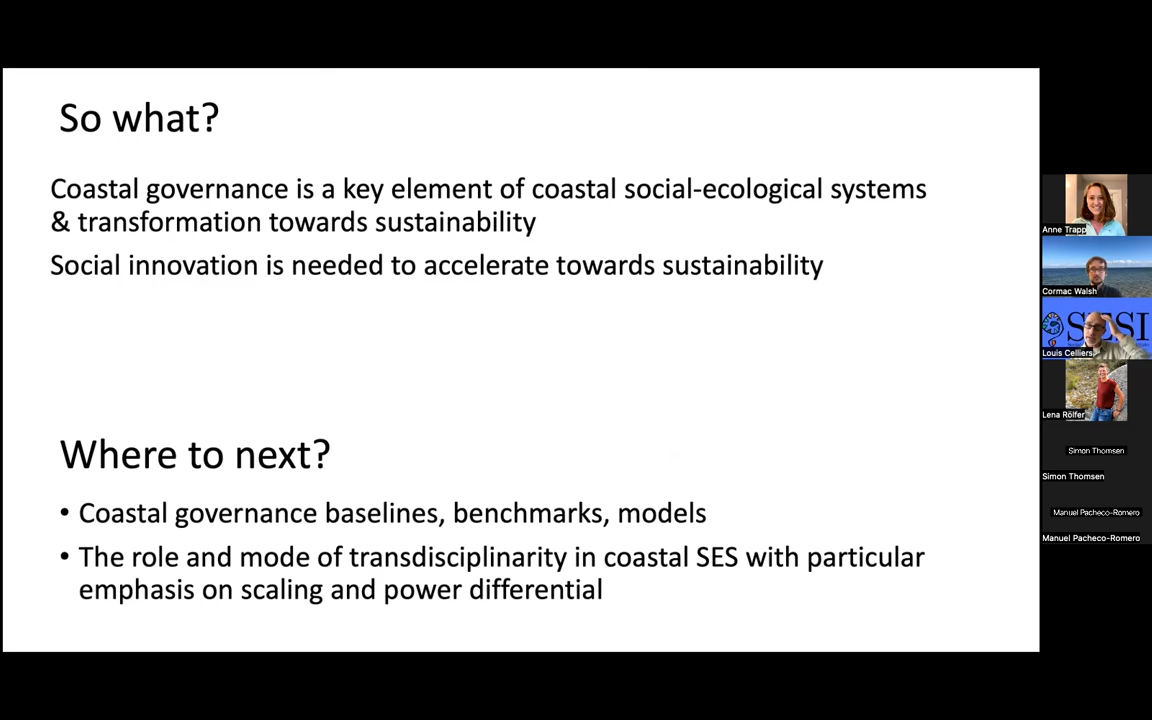 So what?
Coastal governance is a key element of coastal social-ecological systems
& transformation towards sustainability
Social innovation is needed to accelerate towards sustainability
Where to next?
• Coastal governance baselines, benchmarks, models
• The role and mode of transdisciplinarity in coastal SES with particular
emphasis on scaling and power differential
Anne Trapp
Cormac Walsh
SESI
Louis Celliers
Lena Rölfer
Simon Thomsen
Simon Thomsen
Manuel Pacheco-Romero
Manuel Pacheco-Romero